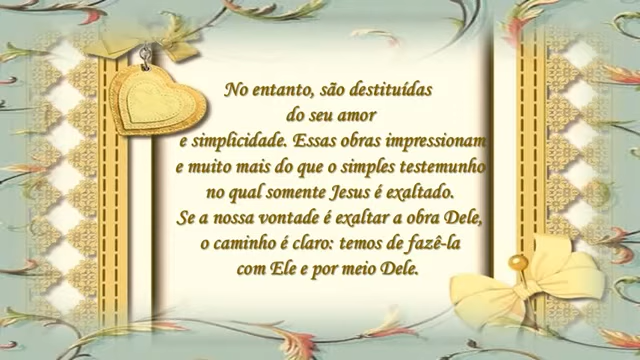 No entanto, são destituídas
do seu amor
e simplicidade. Essas obras impressionam
e muito mais do que o simples testemunho
no qual somente Jesus é exaltado.
Se a nossa vontade é exaltar a obra Dele,
o caminho é claro: temos de fazê-la
com Ele e por meio Dele.